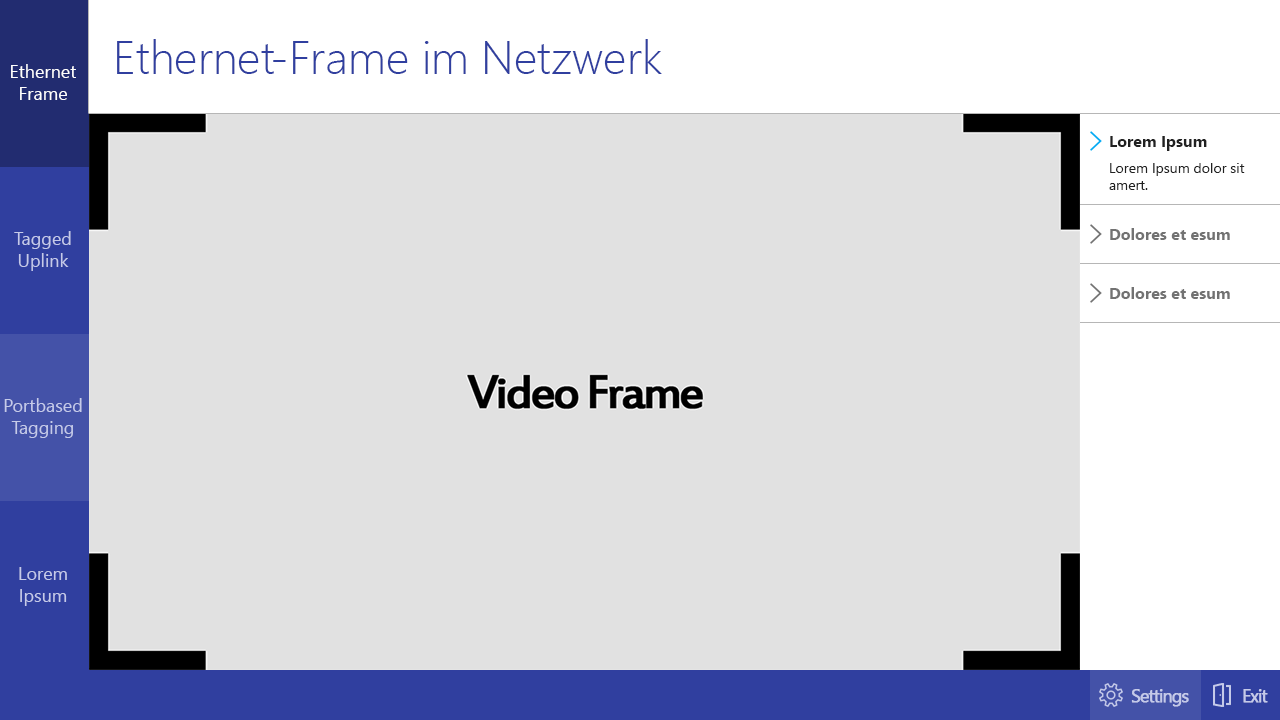 Ethernet-Frame im Netzwerk
Ethernet
Frame
Tagged
Uplink
Portbased
Tagging
Lorem
Ipsum
Video Frame
Lorem Ipsum
Lorem Ipsum dolor sit
amert.
Dolores et esum
Dolores et esum
Settings
Exit